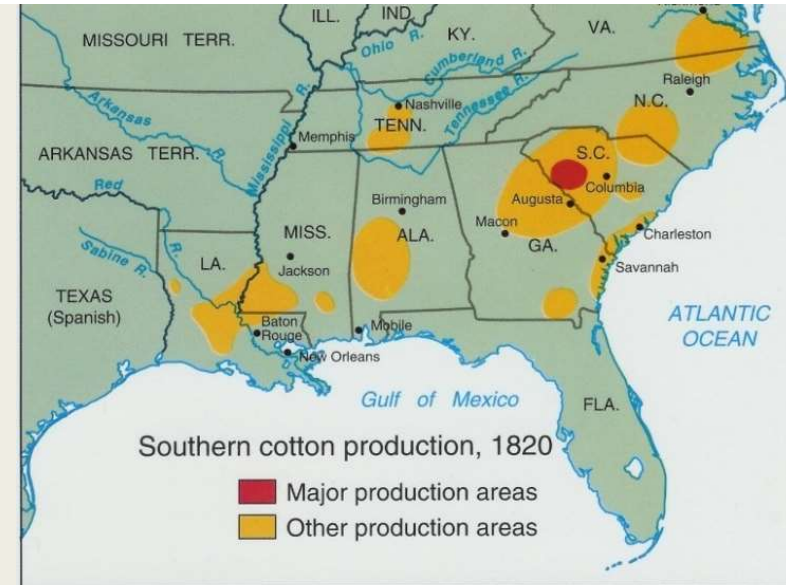 ILL.
IND.
KY.
VA.
MISSOURI TERR.
Ohio R.
Cumberland R.
Tennessee R.
Raleigh
N.C.
Nashville
TENN.
Arkansas R.
Mississippi R.
Memphis
ARKANSAS TERR.
Red R.
S.C.
Columbia
Augusta
Birmingham
Macon
MISS.
ALA.
GA.
Charleston
Sabine R.
LA.
Jackson
Savannah
TEXAS
(Spanish)
Baton
Rouge
Mobile
New Orleans
ATLANTIC
OCEAN
Gulf of Mexico
FLA.
Southern cotton production, 1820
Major production areas
Other production areas